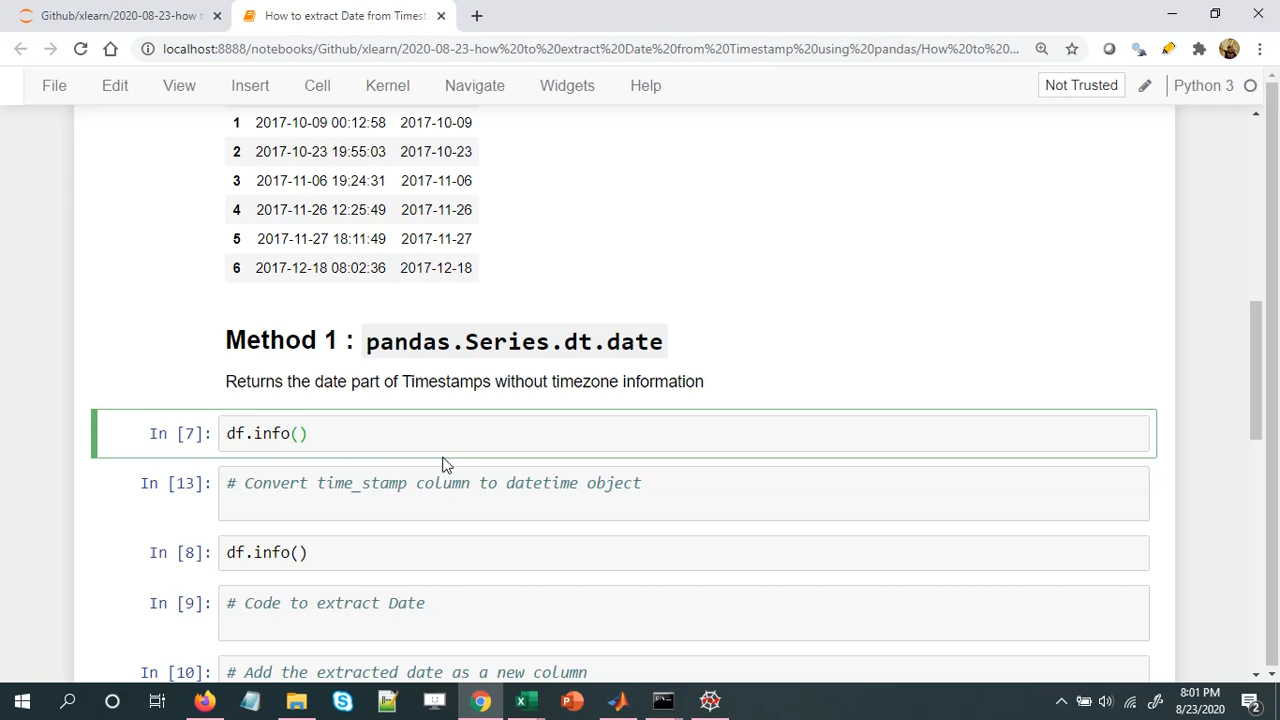 Github/xlearn/2020-08-23-how t
How to extract Date from Timesta
localhost:8888/notebooks/Github/xlearn/2020-08-23-how%20to%20extract%20Date%20from%20Timestamp%20using%20pandas/How%20to%20...
File Edit View Insert Cell Kernel Navigate Widgets Help
Not Trusted Python 3
1 2017-10-09 00:12:58 2017-10-09
2 2017-10-23 19:55:03 2017-10-23
3 2017-11-06 19:24:31 2017-11-06
4 2017-11-26 12:25:49 2017-11-26
5 2017-11-27 18:11:49 2017-11-27
6 2017-12-18 08:02:36 2017-12-18
Method 1 : pandas.Series.dt.date
Returns the date part of Timestamps without timezone information
In [7]: df.info()
In [13]: # Convert time_stamp column to datetime object
In [8]: df.info()
In [9]: # Code to extract Date
In [10]: # Add the extracted date as a new column
8:01 PM
8/23/2020
2